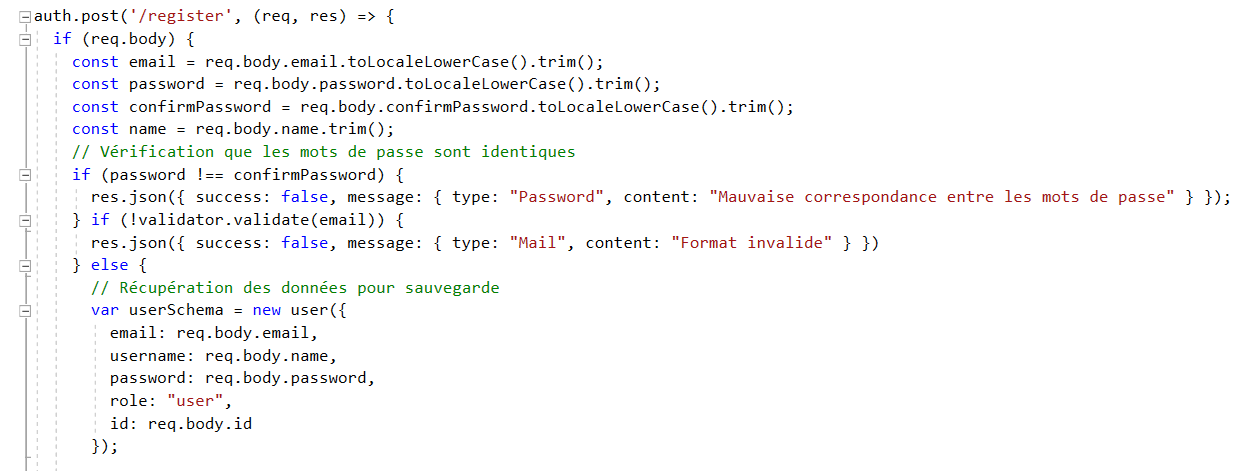 auth.post('/register', (req, res) => {
if (req.body) {
const email = req.body.email.toLocaleLowerCase().trim();
const password = req.body.password.toLocaleLowerCase().trim();
const confirmPassword = req.body.confirmPassword.toLocaleLowerCase().trim();
const name = req.body.name.trim();
// Vérification que les mots de passe sont identiques
if (password !== confirmPassword) {
res.json({ success: false, message: { type: "Password", content: "Mauvaise correspondance entre les mots de passe" } });
} if (!validator.validate(email)) {
res.json({ success: false, message: { type: "Mail", content: "Format invalide" } })
} else {
// Récupération des données pour sauvegarde
var userSchema = new user({
email: req.body.email,
username: req.body.name,
password: req.body.password,
role: "user",
id: req.body.id
});